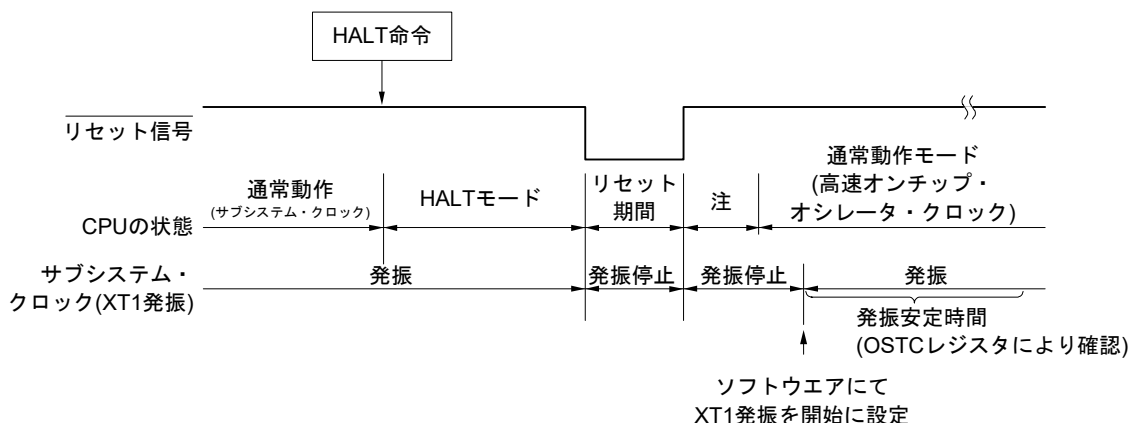 HALT命令
リセット信号
通常動作
(サブシステム・クロック)
HALTモード
リセット
期間
注
通常動作モード
(高速オンチップ・
オシレータ・クロック)
CPUの状態
サブシステム・
クロック(XT1発振)
発振
発振停止
発振停止
発振
発振安定時間
(OSTCレジスタにより確認)
ソフトウエアにて
XT1発振を開始に設定